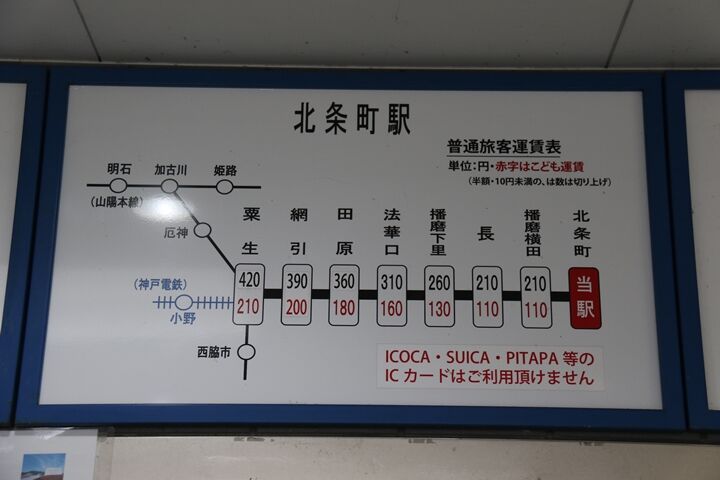 北条町駅
普通旅客運賃表
単位：円・赤字はこども運賃
（半額・10円未満の、は数は切り上げ）
明石
加古川
姫路
（山陽本線）
厄神
粟生
網引
田原
法華口
播磨下里
長
播磨横田
北条町
420
390
360
310
260
210
210
当駅
210
200
180
160
130
110
110
（神戸電鉄）
小野
西脇市
ICOCA・SUICA・PITAPA 等の
IC カードはご利用頂けません